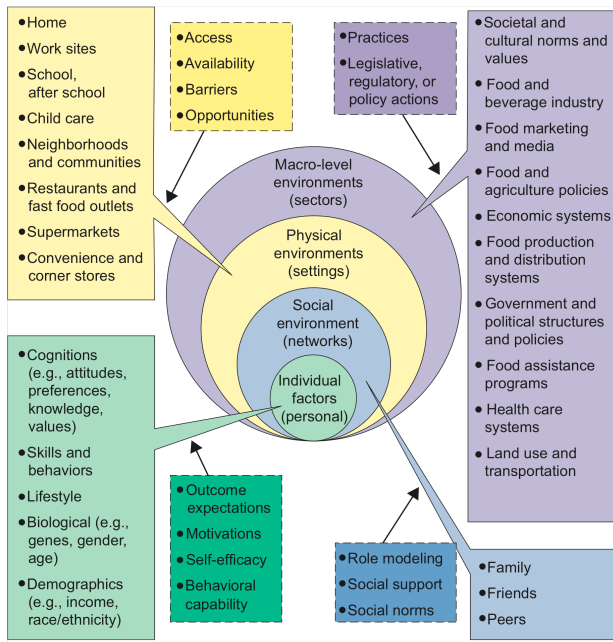 ● Home
● Work sites
● School,
after school
● Child care
● Neighborhoods
and communities
● Restaurants and
fast food outlets
● Supermarkets
● Convenience and
corner stores
● Access
● Availability
● Barriers
● Opportunities
● Practices
● Legislative,
regulatory, or
policy actions
● Societal and
cultural norms and
values
● Food and
beverage industry
● Food marketing
and media
● Food and
agriculture policies
● Economic systems
● Food production
and distribution
systems
● Government and
political structures
and policies
● Food assistance
programs
● Health care
systems
● Land use and
transportation
Macro-level
environments
(sectors)
Physical
environments
(settings)
Social
environment
(networks)
Individual
factors
(personal)
● Cognitions
(e.g., attitudes,
preferences,
knowledge,
values)
● Skills and
behaviors
● Lifestyle
● Biological (e.g.,
genes, gender,
age)
● Demographics
(e.g., income,
race/ethnicity)
● Outcome
expectations
● Motivations
● Self-efficacy
● Behavioral
capability
● Role modeling
● Social support
● Social norms
● Family
● Friends
● Peers